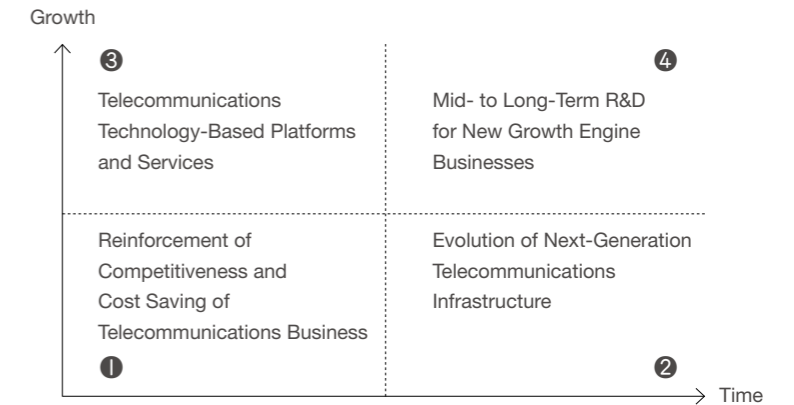 Growth
❸
Telecommunications
Technology-Based Platforms
and Services
❹
Mid- to Long-Term R&D
for New Growth Engine
Businesses
Reinforcement of
Competitiveness and
Cost Saving of
Telecommunications Business
❶
Evolution of Next-Generation
Telecommunications
Infrastructure
❷
Time